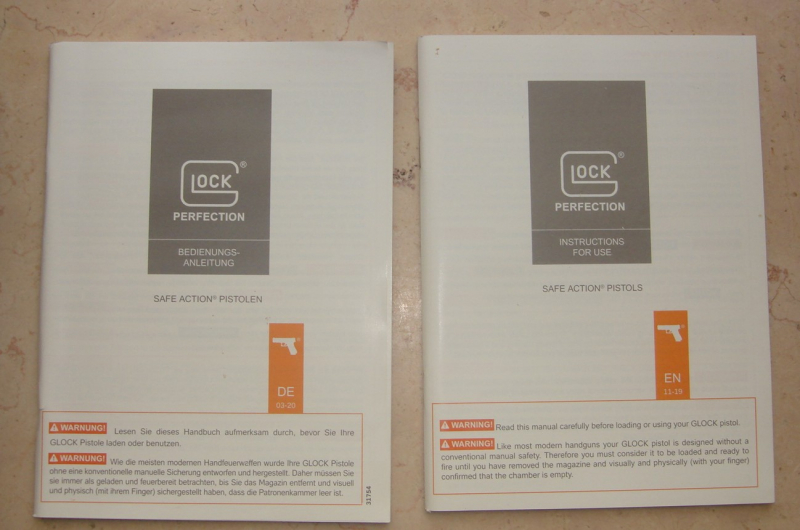 GLOCK®
PERFECTION
BEDIENUNGS-
ANLEITUNG
SAFE ACTION® PISTOLEN
DE
03-20
WARNUNG! Lesen Sie dieses Handbuch aufmerksam durch, bevor Sie Ihre
GLOCK Pistole laden oder benutzen.
WARNUNG! Wie die meisten modernen Handfeuerwaffen wurde Ihre GLOCK Pistole
ohne eine konventionelle manuelle Sicherung entworfen und hergestellt. Daher müssen Sie
sie immer als geladen und feuerbereit betrachten, bis Sie das Magazin entfernt und visuell
und physisch (mit ihrem Finger) sichergestellt haben, dass die Patronenkammer leer ist.
31754
GLOCK®
PERFECTION
INSTRUCTIONS
FOR USE
SAFE ACTION® PISTOLS
EN
11-19
WARNING! Read this manual carefully before loading or using your GLOCK pistol.
WARNING! Like most modern handguns your GLOCK pistol is designed without a
conventional manual safety. Therefore you must consider it to be loaded and ready to
fire until you have removed the magazine and visually and physically (with your finger)
confirmed that the chamber is empty.